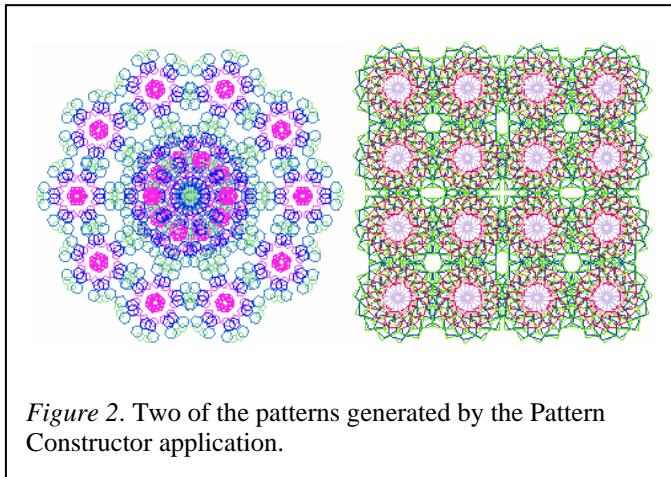 Figure 2. Two of the patterns generated by the Pattern
Constructor application.